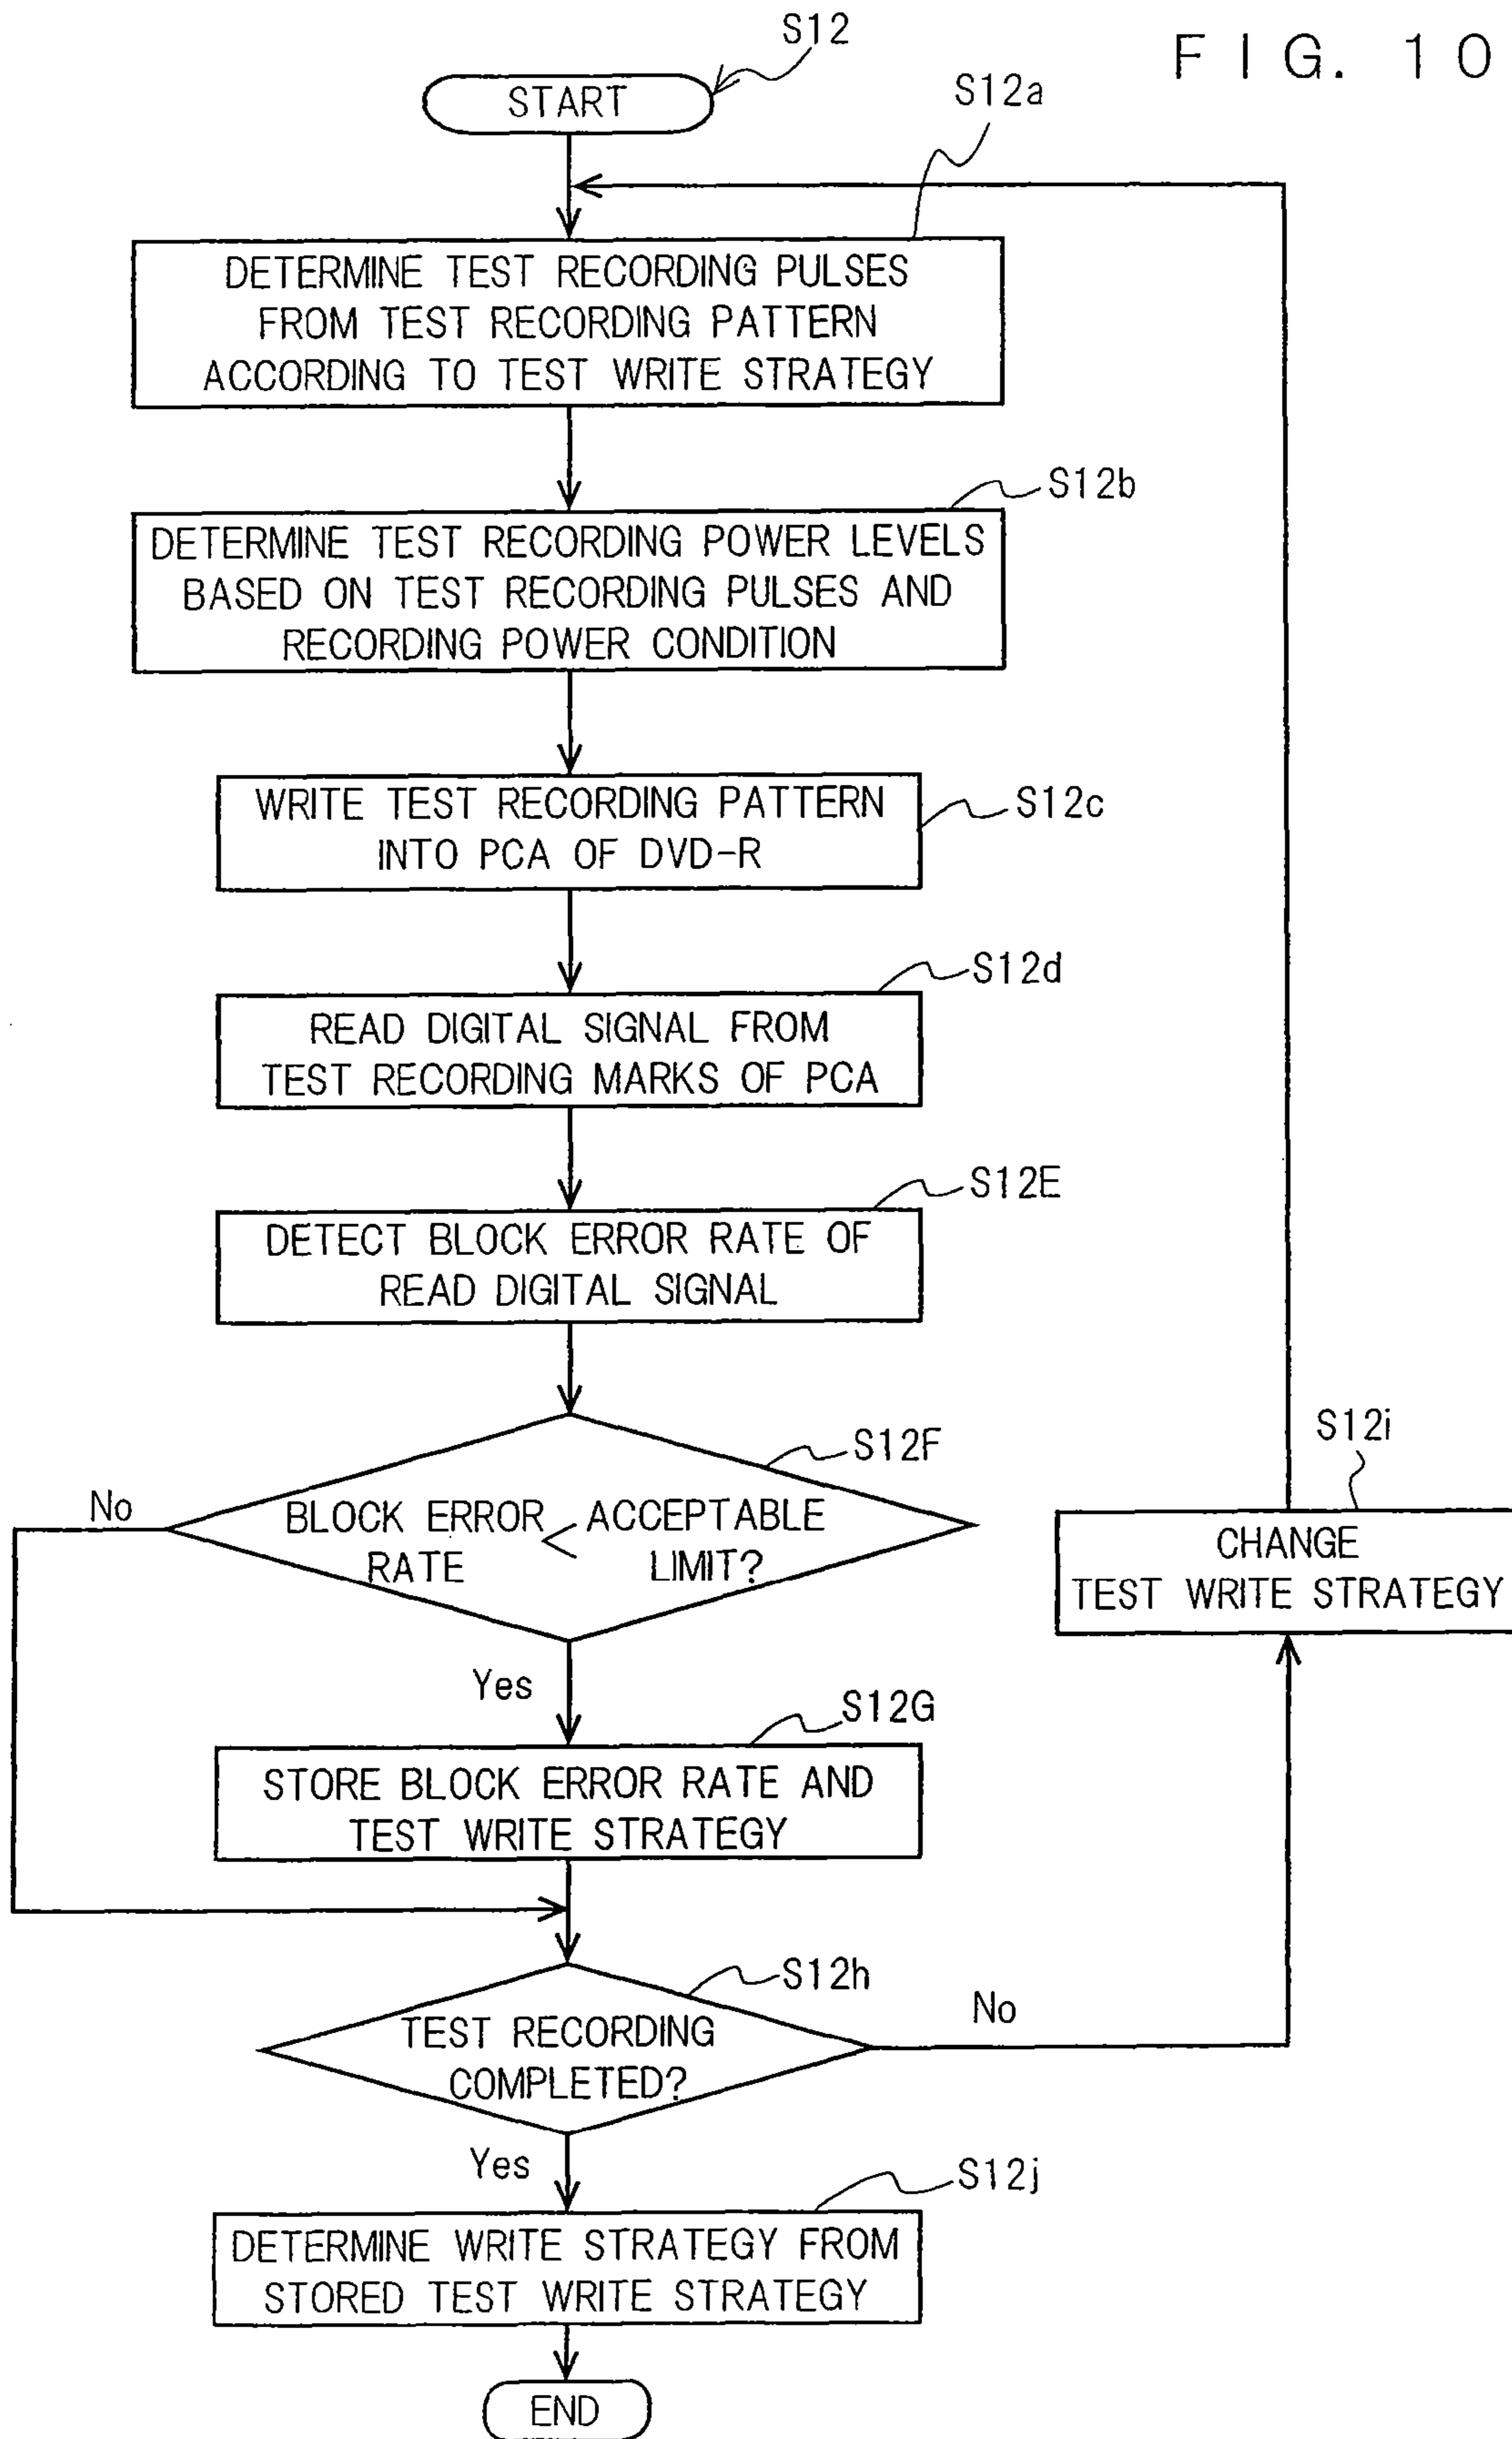 FIG. 10
S12
START
S12a
DETERMINE TEST RECORDING PULSES
FROM TEST RECORDING PATTERN
ACCORDING TO TEST WRITE STRATEGY
S12b
DETERMINE TEST RECORDING POWER LEVELS
BASED ON TEST RECORDING PULSES AND
RECORDING POWER CONDITION
S12c
WRITE TEST RECORDING PATTERN
INTO PCA OF DVD-R
S12d
READ DIGITAL SIGNAL FROM
TEST RECORDING MARKS OF PCA
S12E
DETECT BLOCK ERROR RATE OF
READ DIGITAL SIGNAL
S12F
No
BLOCK ERROR < ACCEPTABLE
RATE LIMIT?
Yes
S12G
STORE BLOCK ERROR RATE AND
TEST WRITE STRATEGY
S12h
TEST RECORDING
COMPLETED?
No
S12i
CHANGE
TEST WRITE STRATEGY
Yes
S12j
DETERMINE WRITE STRATEGY FROM
STORED TEST WRITE STRATEGY
END